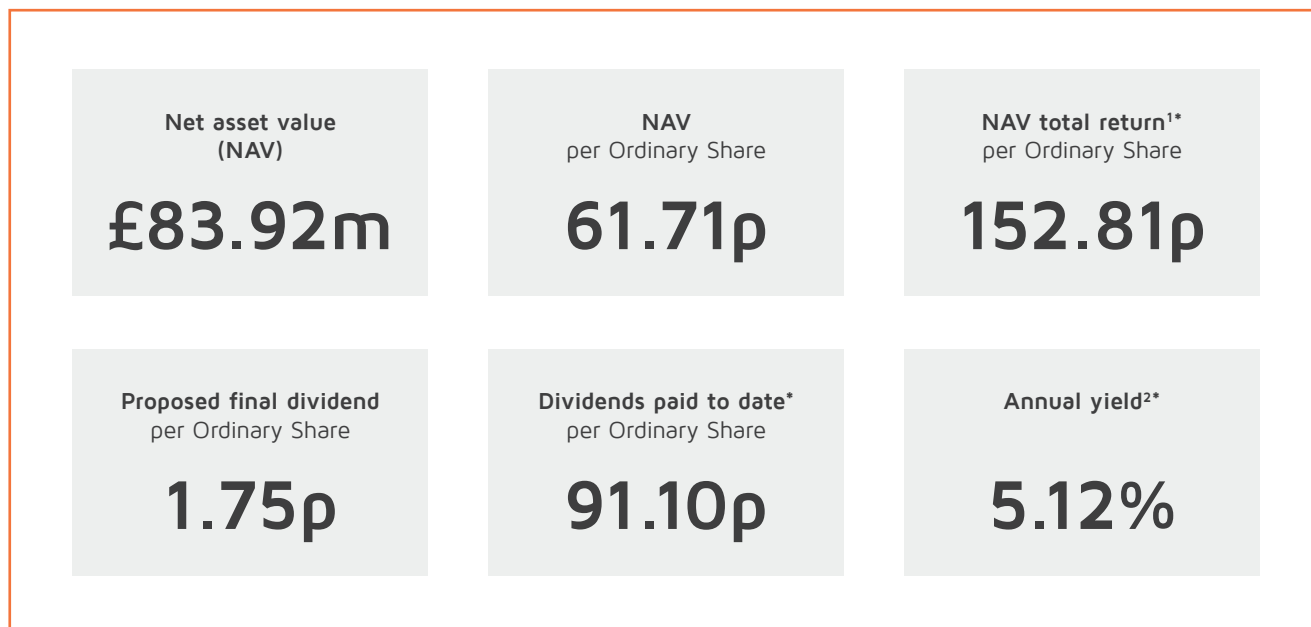 Net asset value
(NAV)
£83.92m
NAV
per Ordinary Share
61.71p
NAV total return¹*
per Ordinary Share
152.81p
Proposed final dividend
per Ordinary Share
1.75p
Dividends paid to date*
per Ordinary Share
91.10p
Annual yield²*
5.12%